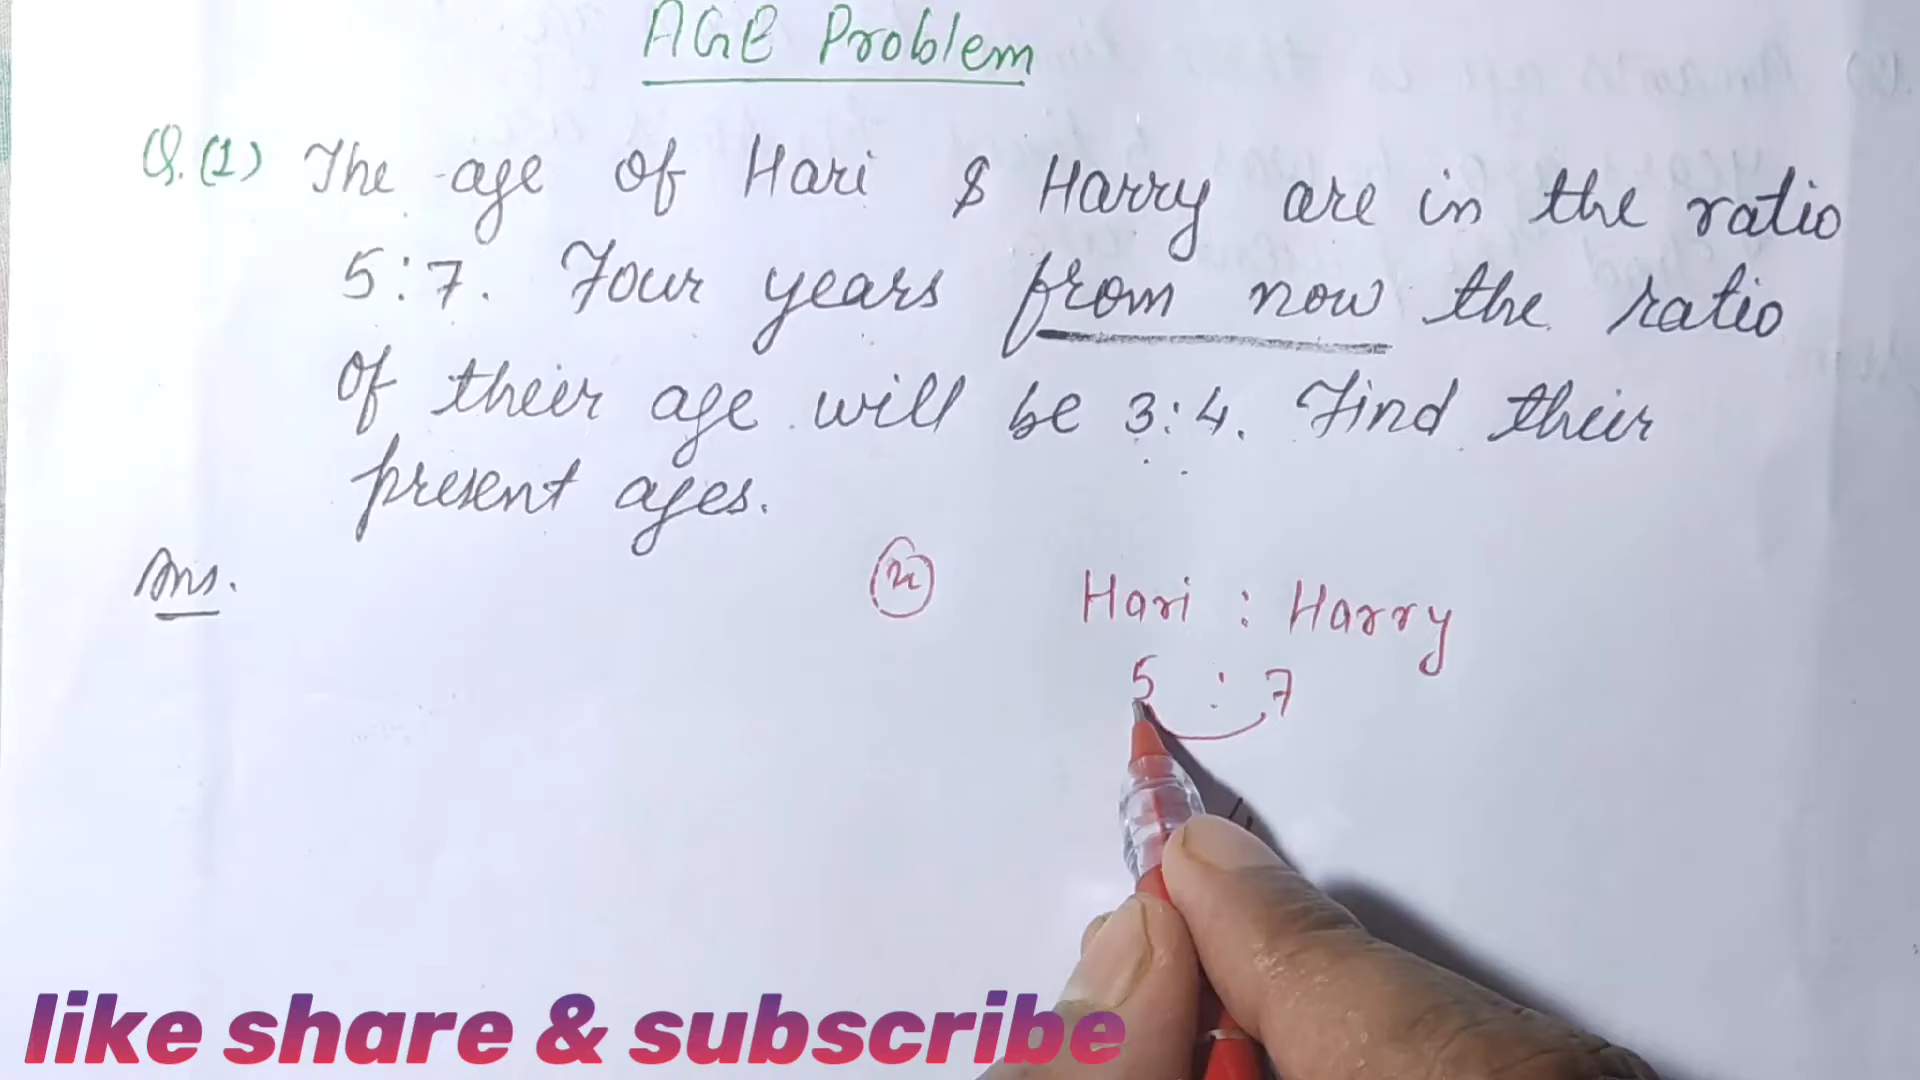 AGE Problem
Q.(1) The age of Hari & Harry are in the ratio
5:7. Four years from now the ratio
of their age will be 3:4. Find their
present ages.
Ans.
x
Hari : Harry
5 : 7
like share & subscribe